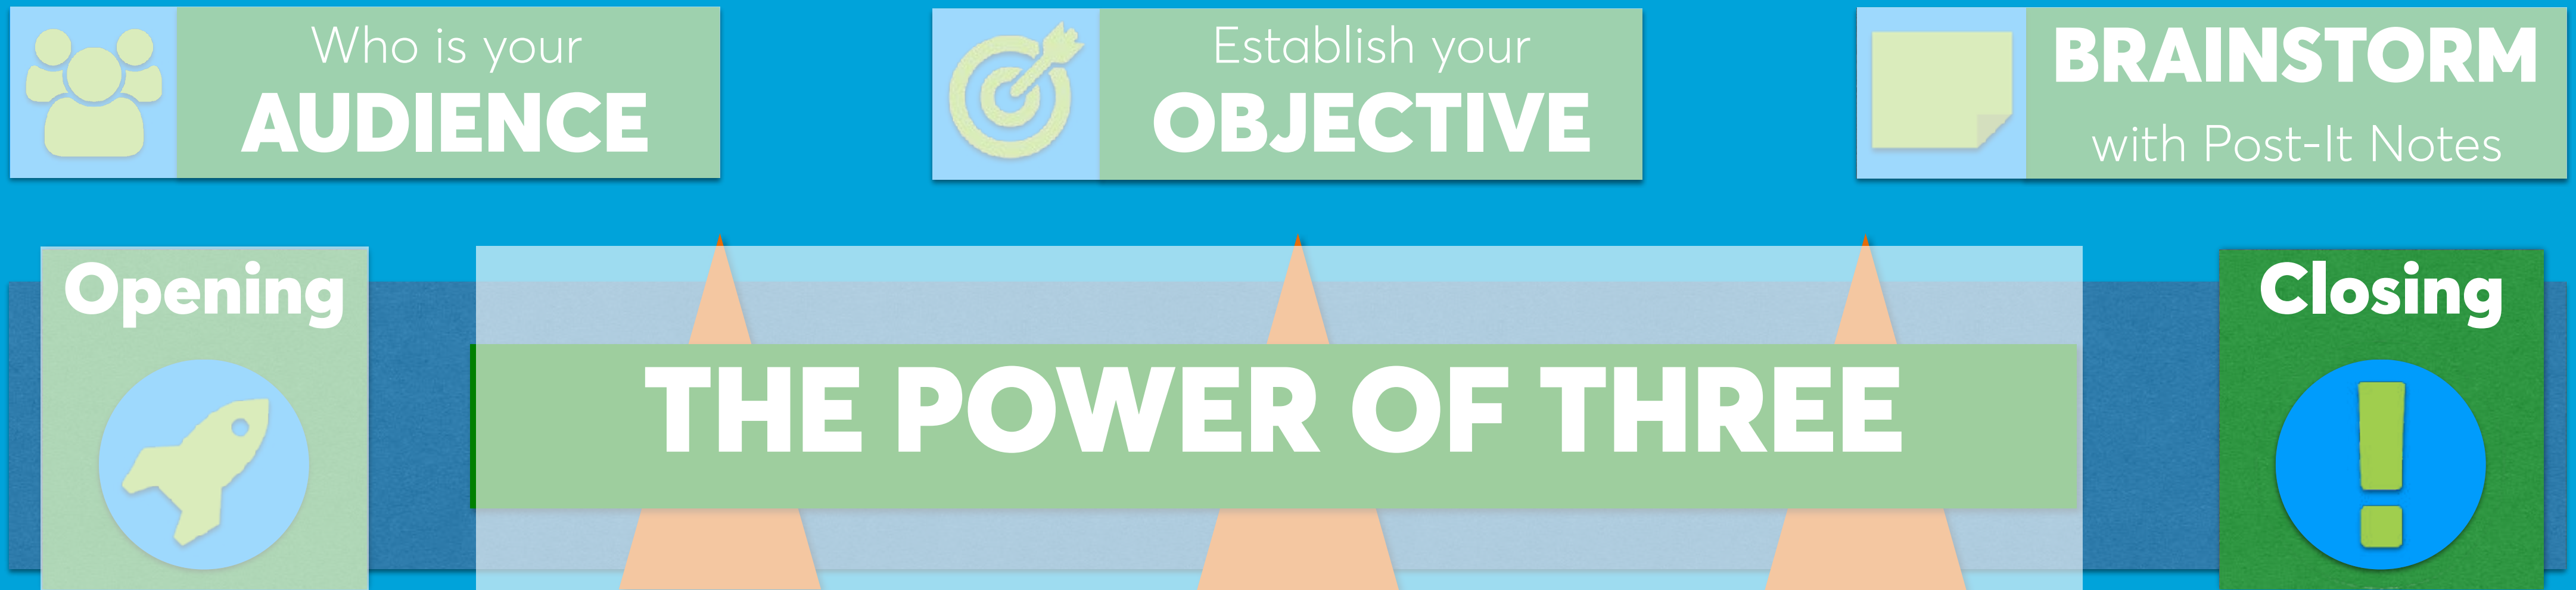 Who is your
AUDIENCE
Establish your
OBJECTIVE
BRAINSTORM
with Post-It Notes
Opening
THE POWER OF THREE
Closing